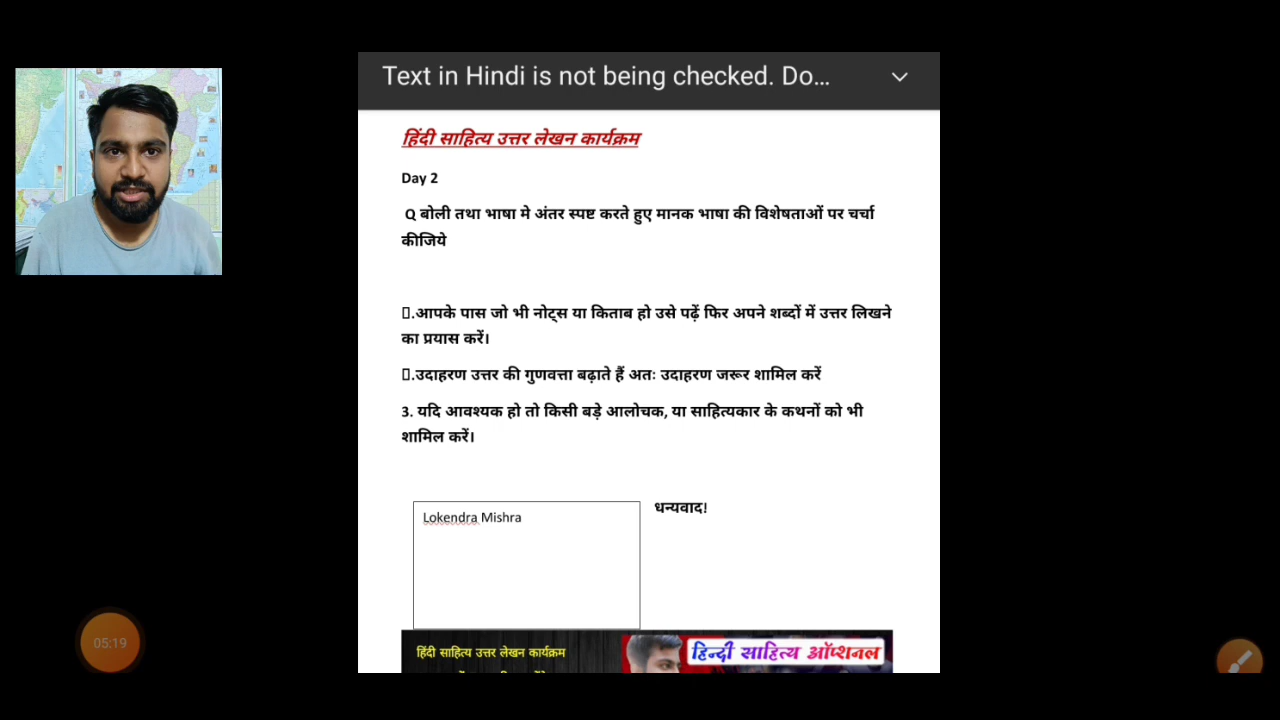 Text in Hindi is not being checked. Do...
हिंदी साहित्य उत्तर लेखन कार्यक्रम
Day 2
Q बोली तथा भाषा मे अंतर स्पष्ट करते हुए मानक भाषा की विशेषताओं पर चर्चा
कीजिये
▯.आपके पास जो भी नोट्स या किताब हो उसे पढ़ें फिर अपने शब्दों में उत्तर लिखने
का प्रयास करें।
▯.उदाहरण उत्तर की गुणवत्ता बढ़ाते हैं अतः उदाहरण जरूर शामिल करें
3. यदि आवश्यक हो तो किसी बड़े आलोचक, या साहित्यकार के कथनों को भी
शामिल करें।
धन्यवाद!
Lokendra Mishra
हिंदी साहित्य उत्तर लेखन कार्यक्रम
हिन्दी साहित्य ऑप्शनल
05:19